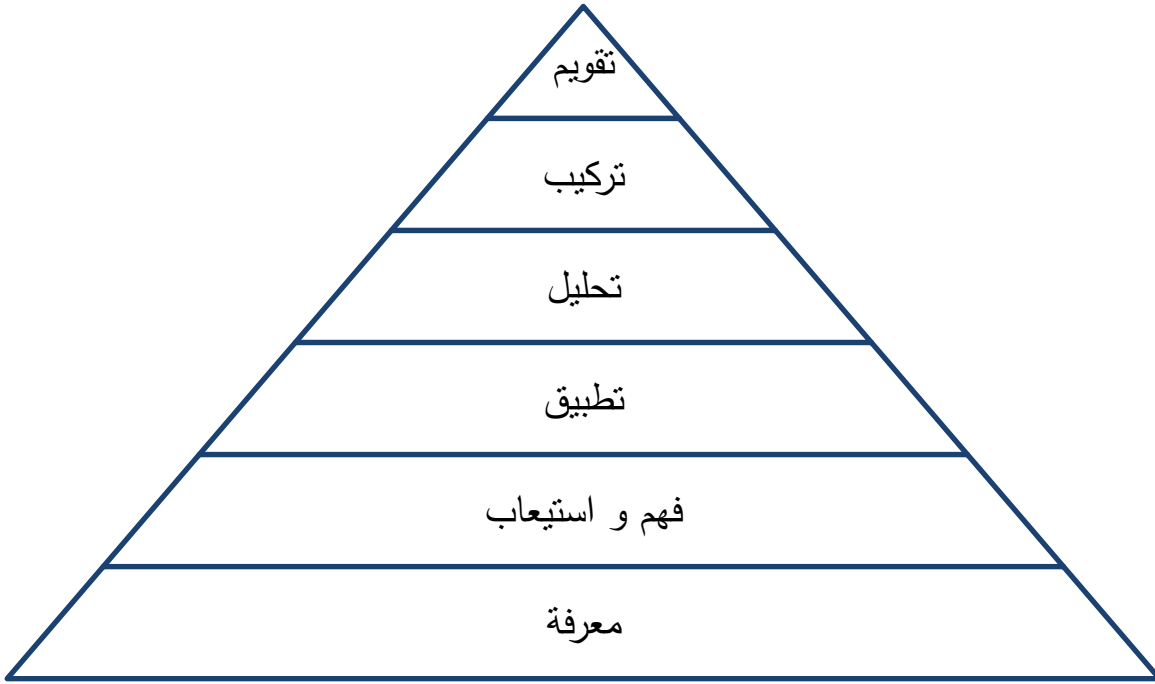 تقويم
تركيب
تحليل
تطبيق
فهم و استيعاب
معرفة